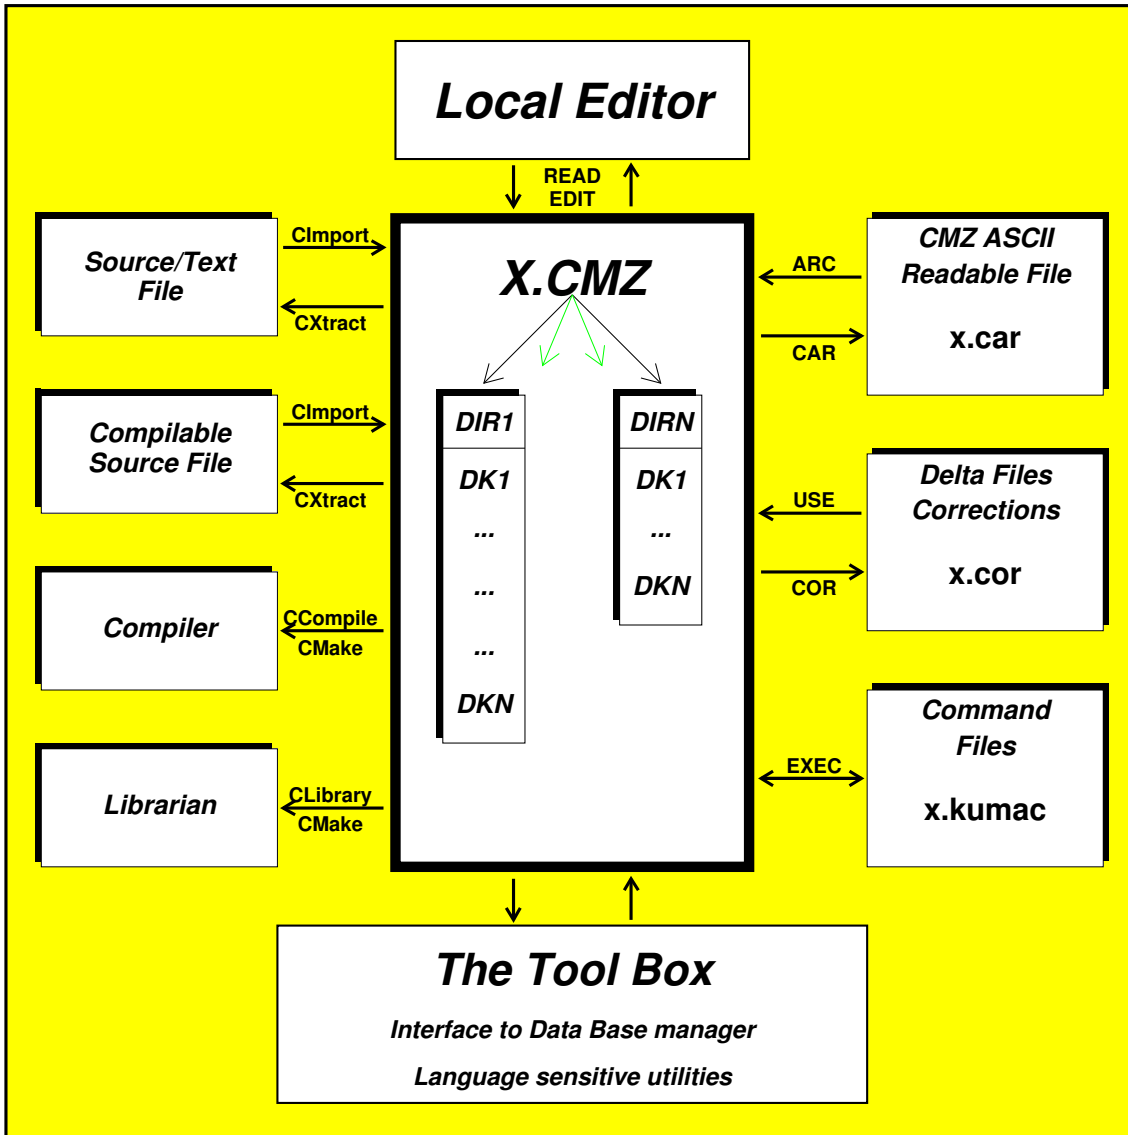 Local Editor
READ
EDIT
Source/Text
File
CImport
CXtract
Compilable
Source File
CImport
CXtract
Compiler
CCompile
CMake
Librarian
CLibrary
CMake
X.CMZ
DIR1
DK1
...
...
...
DKN
DIRN
DK1
...
DKN
ARC
CAR
CMZ ASCII
Readable File
x.car
USE
COR
Delta Files
Corrections
x.cor
EXEC
Command
Files
x.kumac
The Tool Box
Interface to Data Base manager
Language sensitive utilities